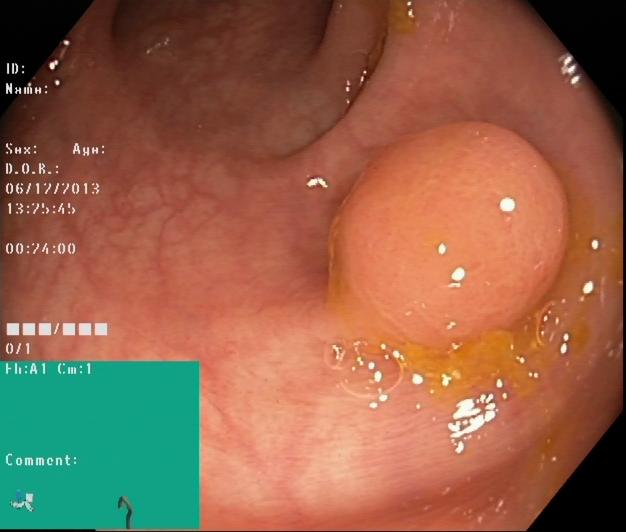 ID:
Name:
Sex: Age:
D.O.B.:
06/12/2013
13:25:45
00:24:00
■■■/■■■
0/1
Eh:A1 Cm:1
Comment: